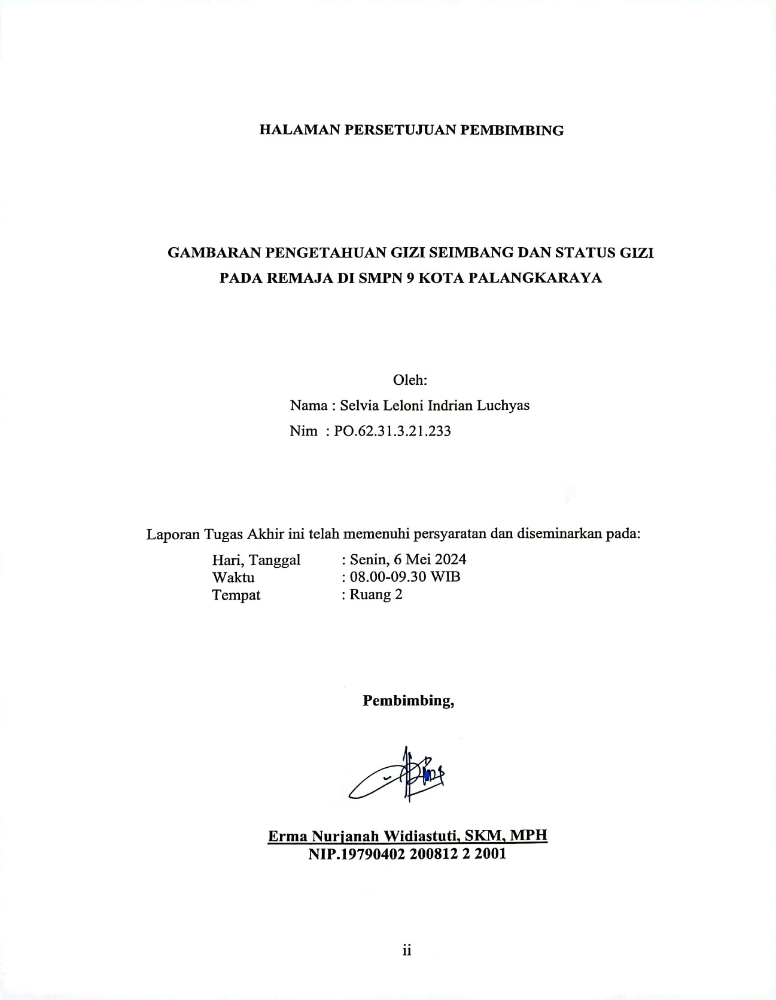 HALAMAN PERSETUJUAN PEMBIMBING
GAMBARAN PENGETAHUAN GIZI SEIMBANG DAN STATUS GIZI
PADA REMAJA DI SMPN 9 KOTA PALANGKARAYA
Oleh:
Nama : Selvia Leloni Indrian Luchyas
Nim : PO.62.31.3.21.233
Laporan Tugas Akhir ini telah memenuhi persyaratan dan diseminarkan pada:
Hari, Tanggal : Senin, 6 Mei 2024
Waktu : 08.00-09.30 WIB
Tempat : Ruang 2
Pembimbing,
Erma Nurjanah Widiastuti, SKM, MPH
NIP.19790402 200812 2 2001
ii